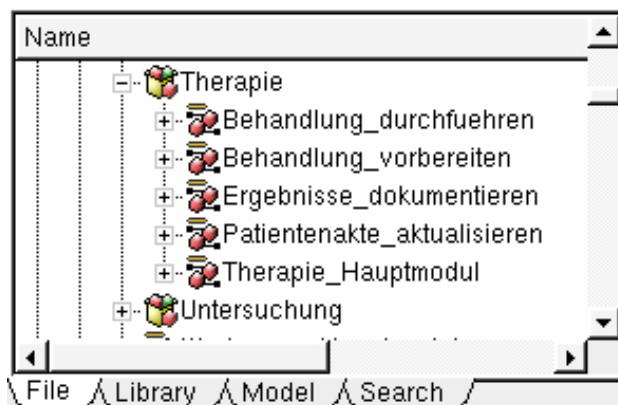 Name
Therapie
Behandlung_durchfuehren
Behandlung_vorbereiten
Ergebnisse_dokumentieren
Patientenakte_aktualisieren
Therapie_Hauptmodul
Untersuchung
File Library Model Search